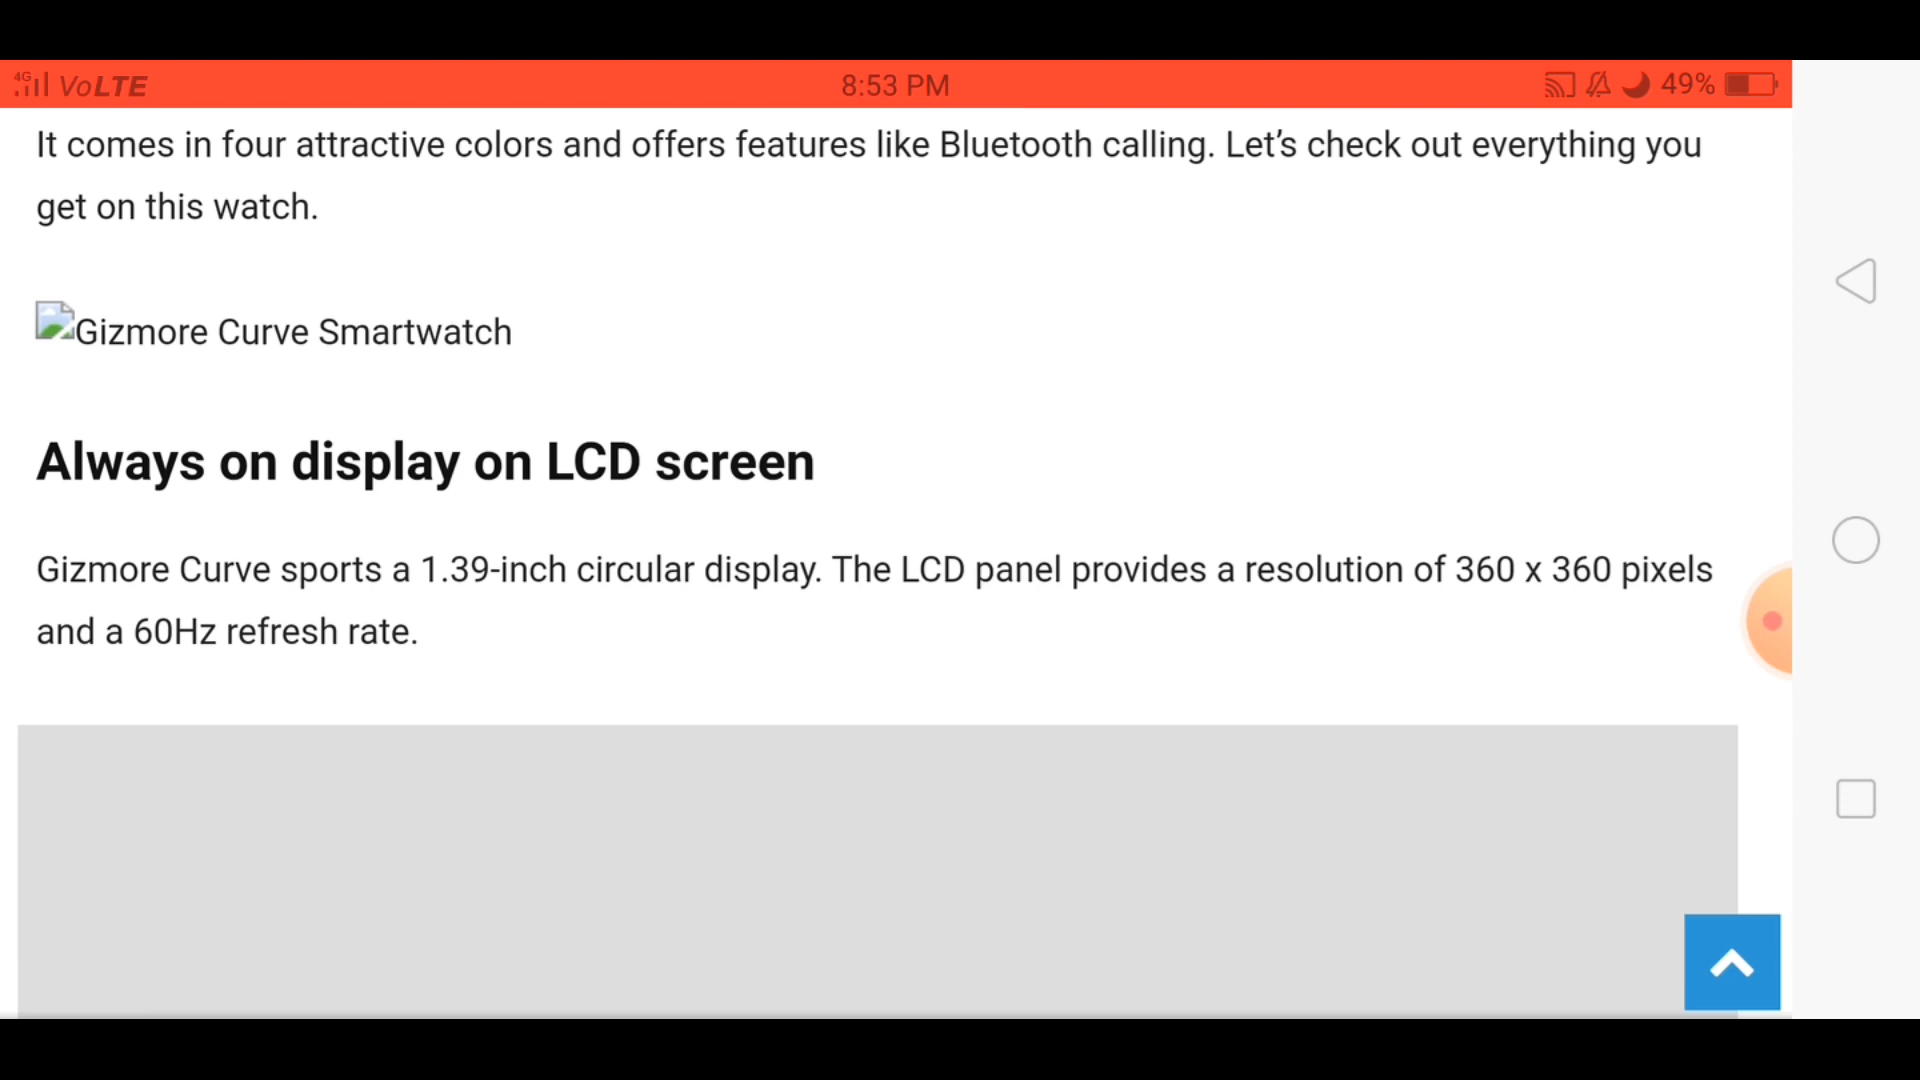 4G VoLTE 8:53 PM 49%
It comes in four attractive colors and offers features like Bluetooth calling. Let’s check out everything you
get on this watch.
Gizmore Curve Smartwatch
Always on display on LCD screen
Gizmore Curve sports a 1.39-inch circular display. The LCD panel provides a resolution of 360 x 360 pixels
and a 60Hz refresh rate.